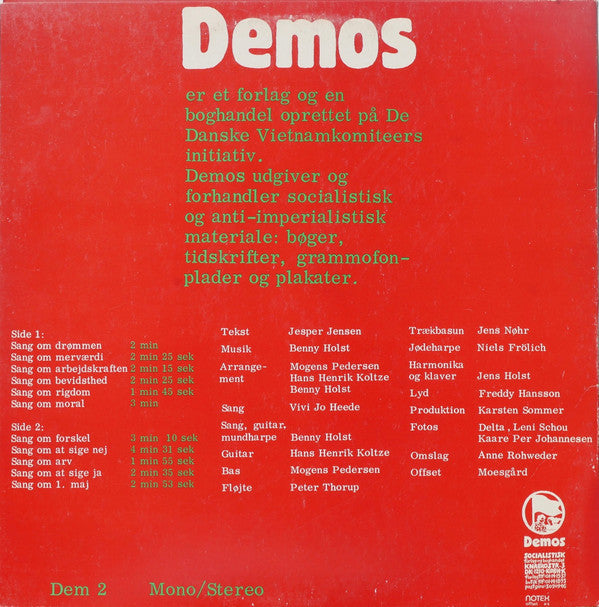 Demos
er et forlag og en
boghandel oprettet på De
Danske Vietnamkomiteers
initiativ.
Demos udgiver og
forhandler socialistisk
og anti-imperialistisk
materiale: bøger,
tidskrifter, grammofon-
plader og plakater.
Side 1:
Sang om drømmen 2 min
Sang om merværdi 2 min 25 sek
Sang om arbejdskraften 2 min 15 sek
Sang om bevidsthed 2 min 25 sek
Sang om rigdom 1 min 45 sek
Sang om moral 3 min
Side 2:
Sang om forskel 3 min 10 sek
Sang om at sige nej 4 min 31 sek
Sang om arv 1 min 55 sek
Sang om at sige ja 2 min 35 sek
Sang om 1. maj 2 min 53 sek
Tekst Jesper Jensen
Musik Benny Holst
Arrange- Mogens Pedersen
ment Hans Henrik Koltze
Benny Holst
Sang Vivi Jo Heede
Sang, guitar,
mundharpe Benny Holst
Guitar Hans Henrik Koltze
Bas Mogens Pedersen
Fløjte Peter Thorup
Trækbasun Jens Nøhr
Jødeharpe Niels Frölich
Harmonika
og klaver Jens Holst
Lyd Freddy Hansson
Produktion Karsten Sommer
Fotos Delta, Leni Schou
Kaare Per Johannesen
Omslag Anne Rohweder
Offset Moesgård
Demos
SOCIALISTISK
forlag og boghandel
NOTEX
Dem 2 Mono/Stereo